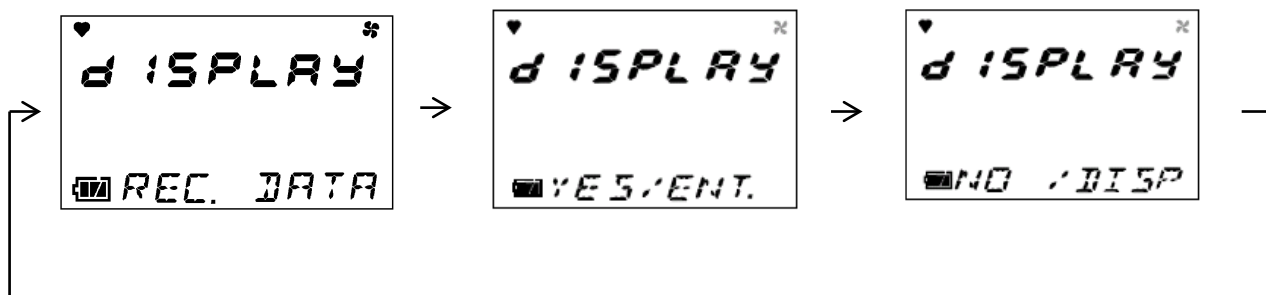 dISPLAY
REC. DATA
dISPLAY
YES/ENT.
dISPLAY
NO /DISP